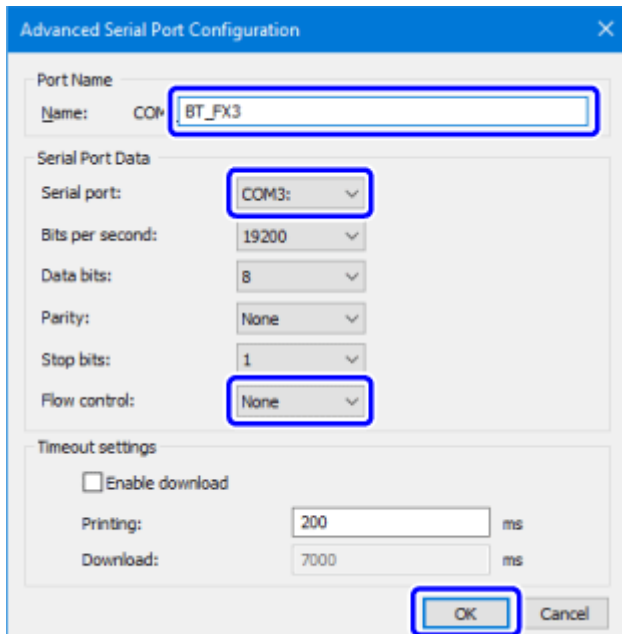 Advanced Serial Port Configuration
Port Name
Name: COM_ BT_FX3
Serial Port Data
Serial port: COM3:
Bits per second: 19200
Data bits: 8
Parity: None
Stop bits: 1
Flow control: None
Timeout settings
Enable download
Printing: 200 ms
Download: 7000 ms
OK Cancel